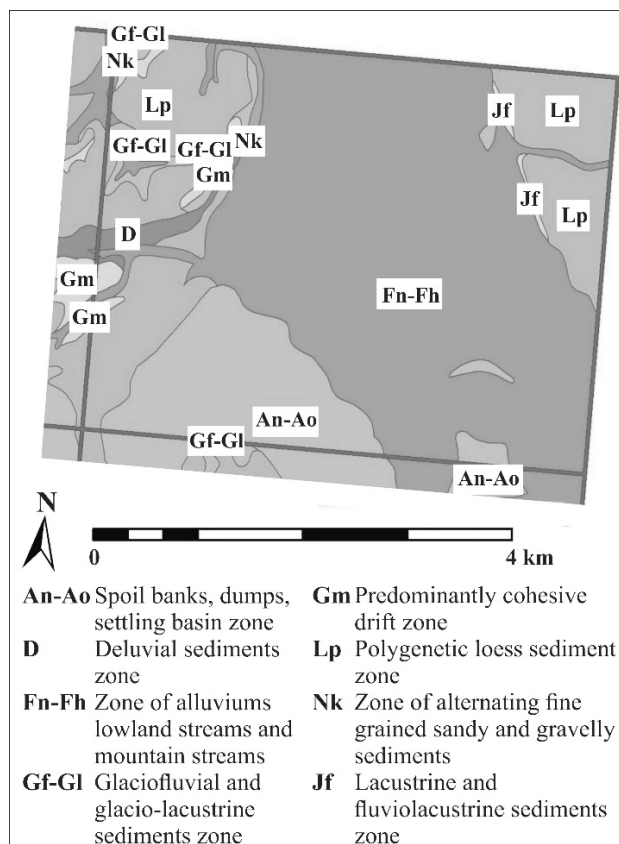 Gf-Gl
Nk
Lp
Jf
Lp
Gf-Gl
Gf-Gl
Nk
Gm
Jf
Lp
D
Gm
Fn-Fh
Gm
An-Ao
Gf-Gl
An-Ao
N
0
4 km
An-Ao Spoil banks, dumps,
settling basin zone
D Deluvial sediments
zone
Fn-Fh Zone of alluviums
lowland streams and
mountain streams
Gf-Gl Glaciofluvial and
glacio-lacustrine
sediments zone
Gm Predominantly cohesive
drift zone
Lp Polygenetic loess sediment
zone
Nk Zone of alternating fine
grained sandy and gravelly
sediments
Jf Lacustrine and
fluviolacustrine sediments
zone